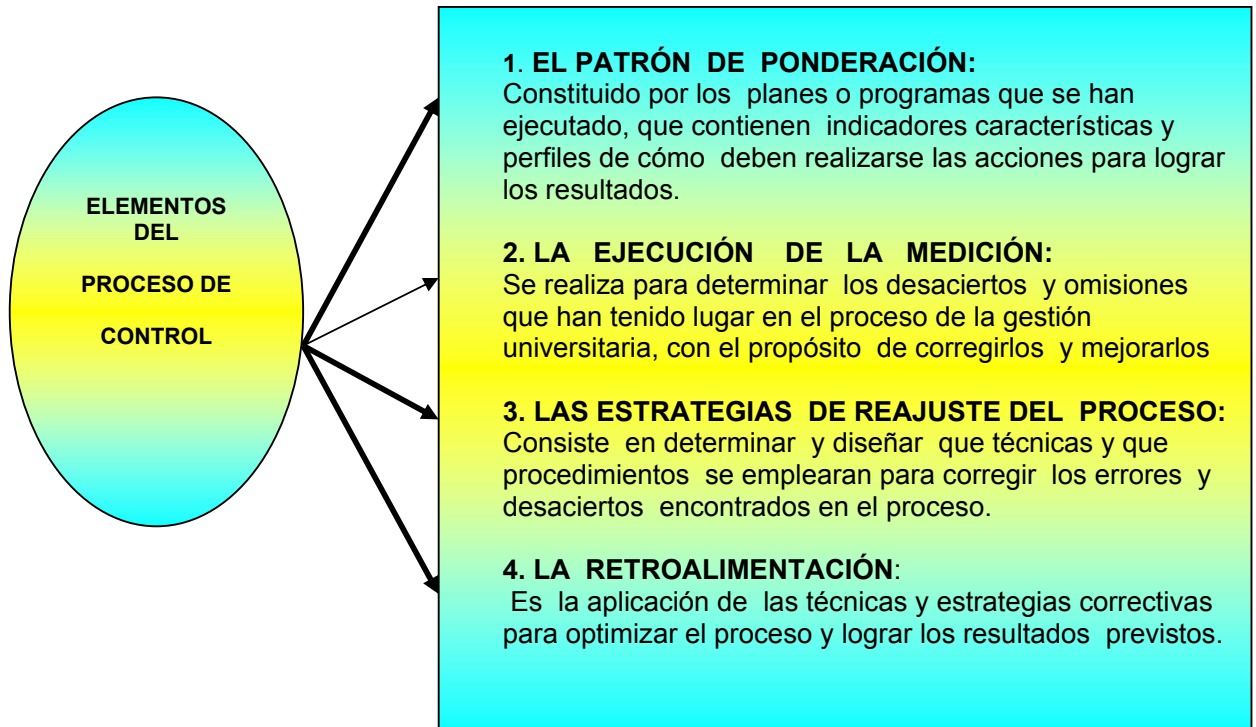 ELEMENTOS
DEL
PROCESO DE
CONTROL
1. EL PATRÓN DE PONDERACIÓN:
Constituido por los planes o programas que se han
ejecutado, que contienen indicadores características y
perfiles de cómo deben realizarse las acciones para lograr
los resultados.
2. LA EJECUCIÓN DE LA MEDICIÓN:
Se realiza para determinar los desaciertos y omisiones
que han tenido lugar en el proceso de la gestión
universitaria, con el propósito de corregirlos y mejorarlos
3. LAS ESTRATEGIAS DE REAJUSTE DEL PROCESO:
Consiste en determinar y diseñar que técnicas y que
procedimientos se emplearan para corregir los errores y
desaciertos encontrados en el proceso.
4. LA RETROALIMENTACIÓN:
Es la aplicación de las técnicas y estrategias correctivas
para optimizar el proceso y lograr los resultados previstos.